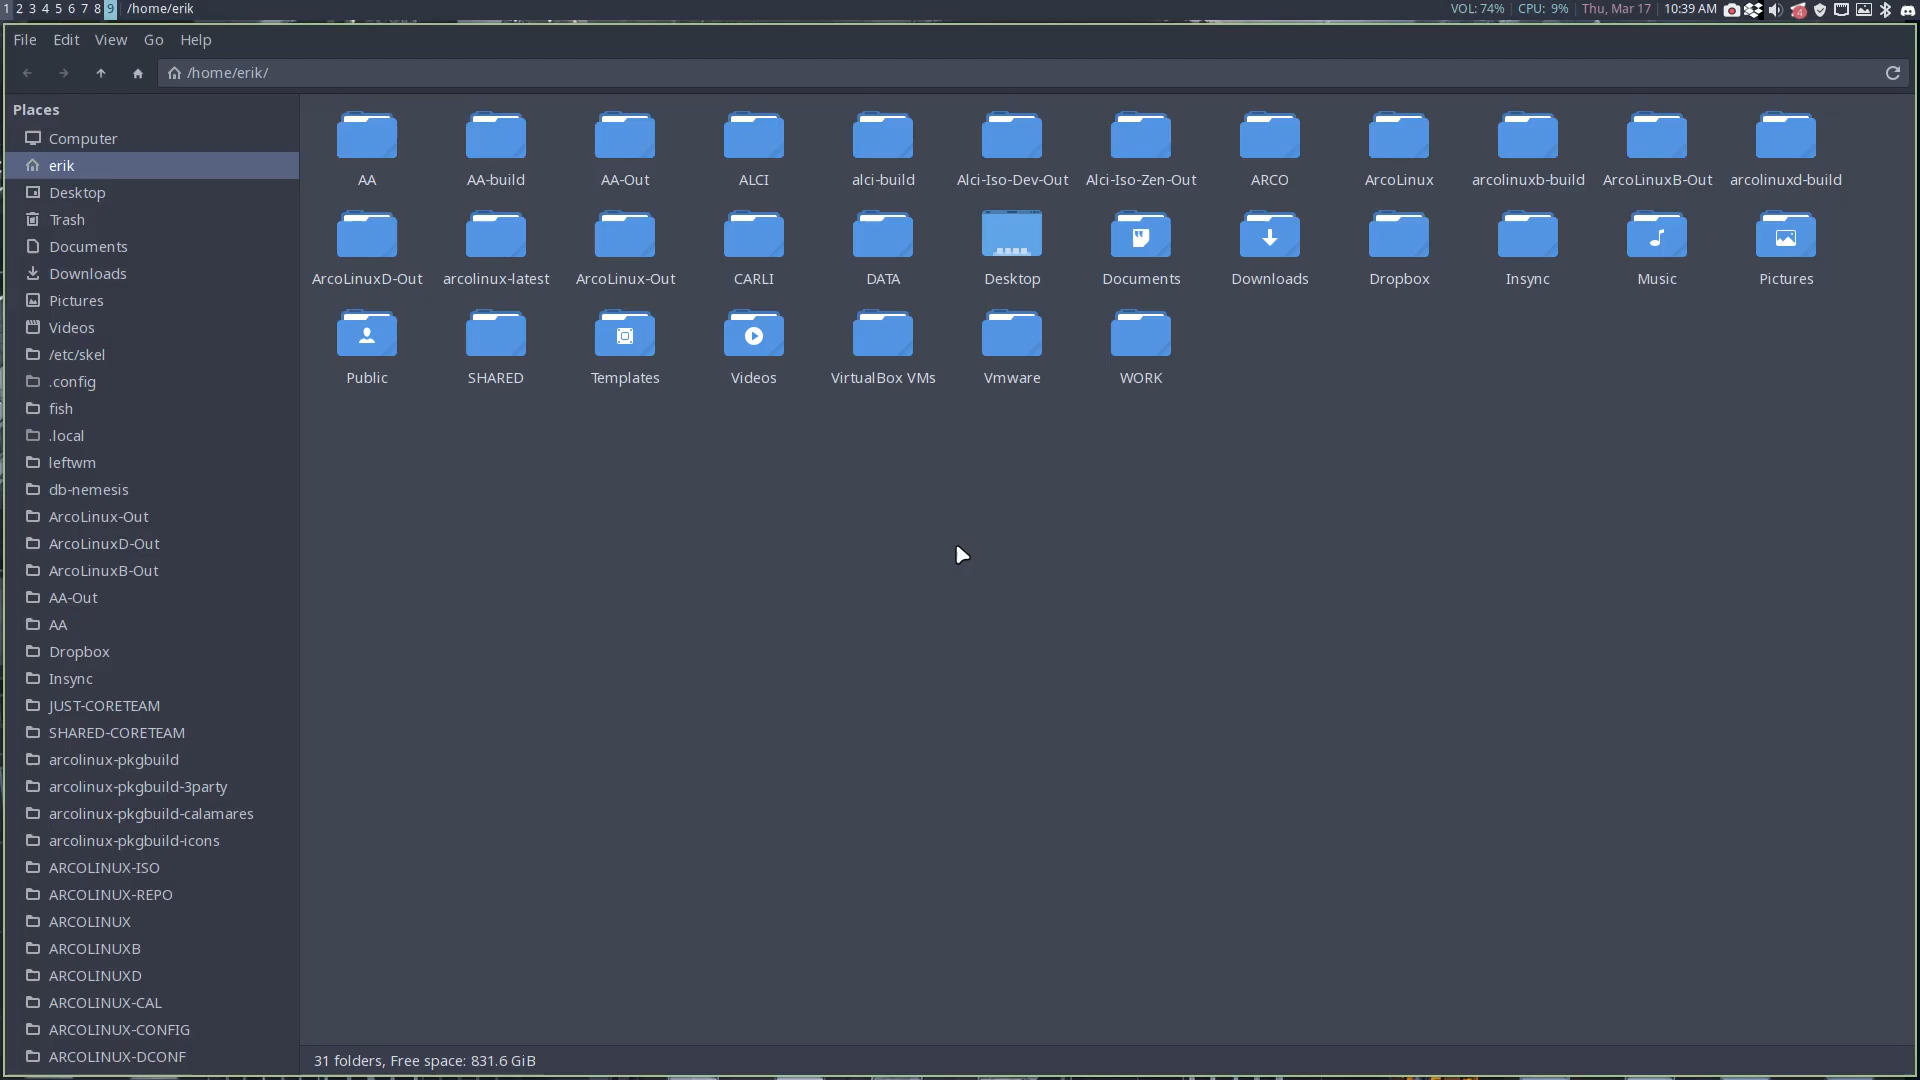 1 2 3 4 5 6 7 8 9 /home/erik VOL: 74% CPU: 9% Thu, Mar 17 10:39 AM 4
File Edit View Go Help
/home/erik/
Places
Computer
erik
Desktop
Trash
Documents
Downloads
Pictures
Videos
/etc/skel
.config
fish
.local
leftwm
db-nemesis
ArcoLinux-Out
ArcoLinuxD-Out
ArcoLinuxB-Out
AA-Out
AA
Dropbox
Insync
JUST-CORETEAM
SHARED-CORETEAM
arcolinux-pkgbuild
arcolinux-pkgbuild-3party
arcolinux-pkgbuild-calamares
arcolinux-pkgbuild-icons
ARCOLINUX-ISO
ARCOLINUX-REPO
ARCOLINUX
ARCOLINUXB
ARCOLINUXD
ARCOLINUX-CAL
ARCOLINUX-CONFIG
ARCOLINUX-DCONF
AA AA-build AA-Out ALCI alci-build Alci-Iso-Dev-Out Alci-Iso-Zen-Out ARCO ArcoLinux arcolinuxb-build ArcoLinuxB-Out arcolinuxd-build
ArcoLinuxD-Out arcolinux-latest ArcoLinux-Out CARLI DATA Desktop Documents Downloads Dropbox Insync Music Pictures
Public SHARED Templates Videos VirtualBox VMs Vmware WORK
31 folders, Free space: 831.6 GiB